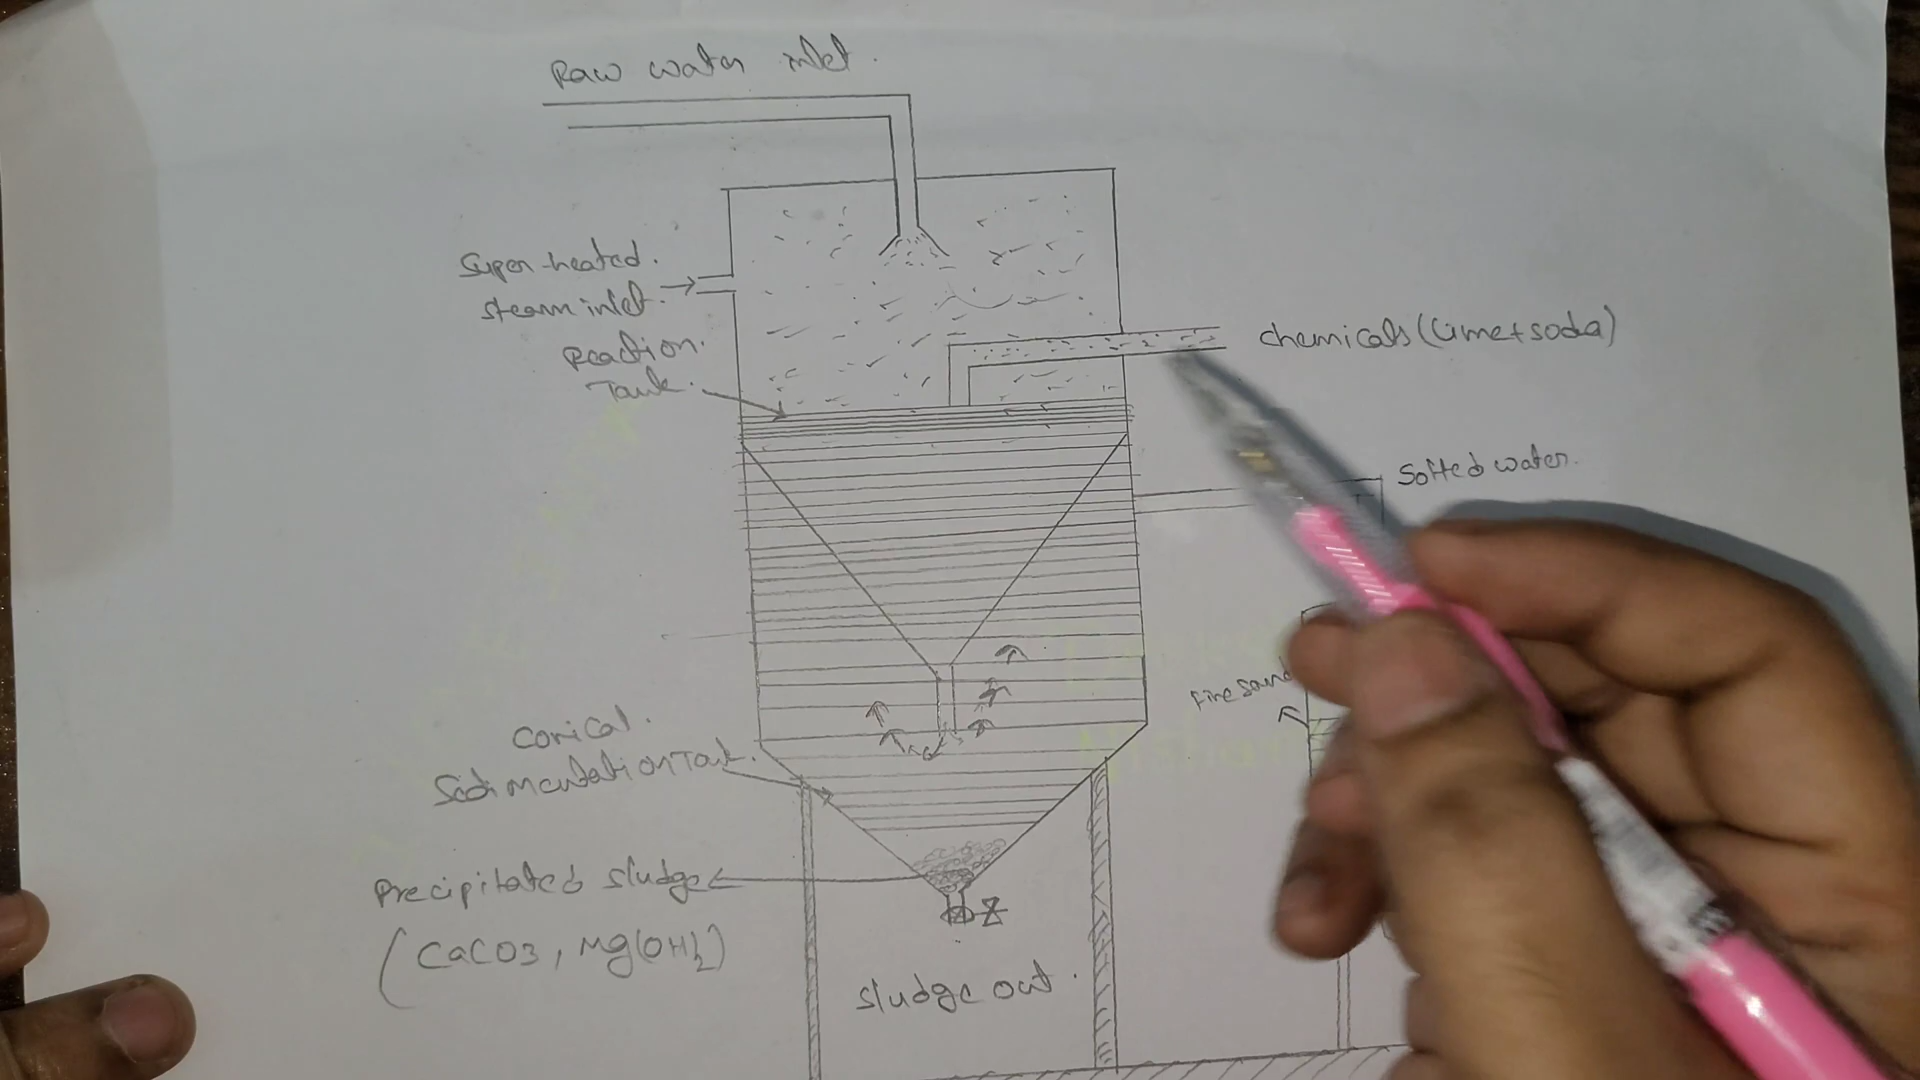 Raw water inlet.
Super-heated.
steam inlet.
Reaction.
Tank.
chemicals (Lime+soda)
Softed water.
Fine sand
Conical.
Sedimentation Tank.
Precipitated sludge
(CaCO3, Mg(OH)2)
sludge out.